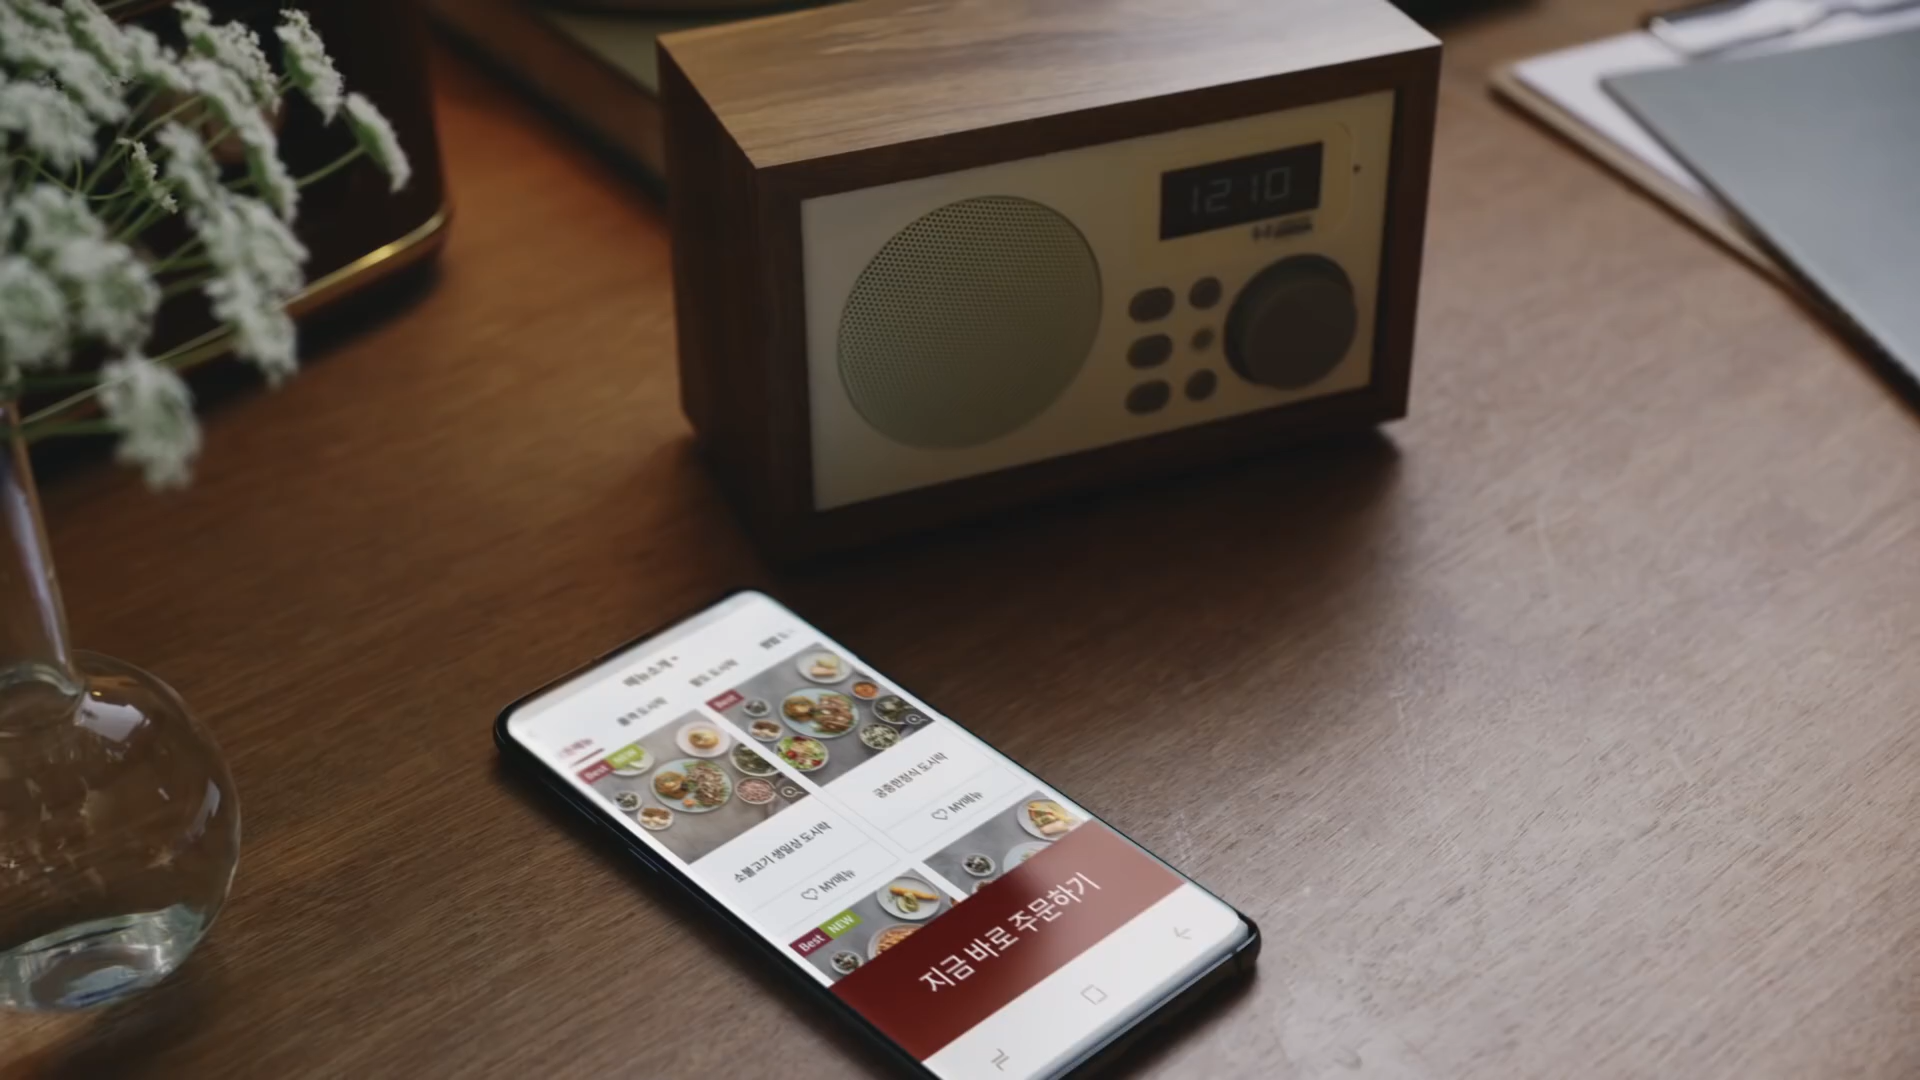 12:10
메뉴소개
Best
Best NEW
궁중한정식 도시락
MY메뉴
소불고기 생일상 도시락
MY메뉴
Best NEW
지금 바로 주문하기